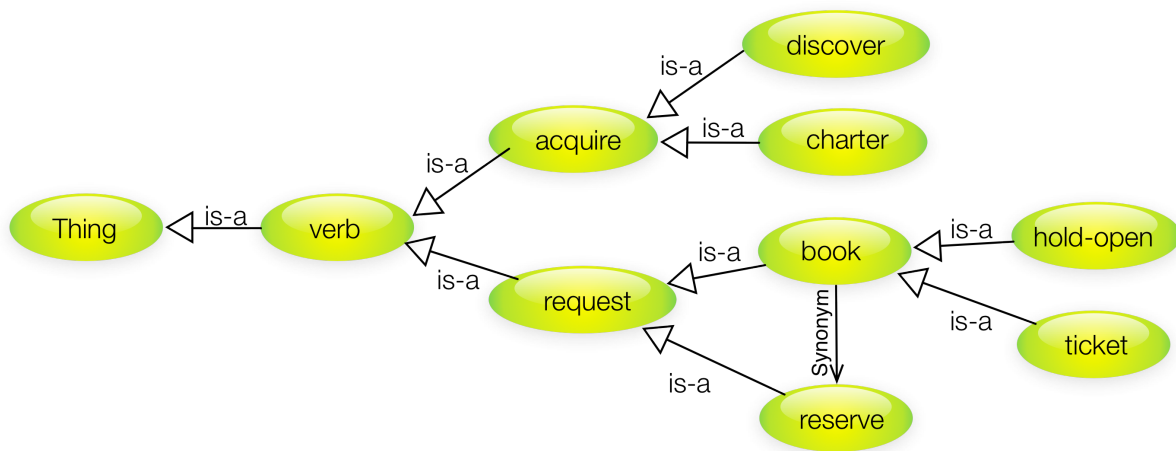 discover
is-a
acquire
is-a
charter
is-a
Thing
is-a
verb
is-a
request
is-a
book
is-a
hold-open
is-a
ticket
Synonym
is-a
reserve